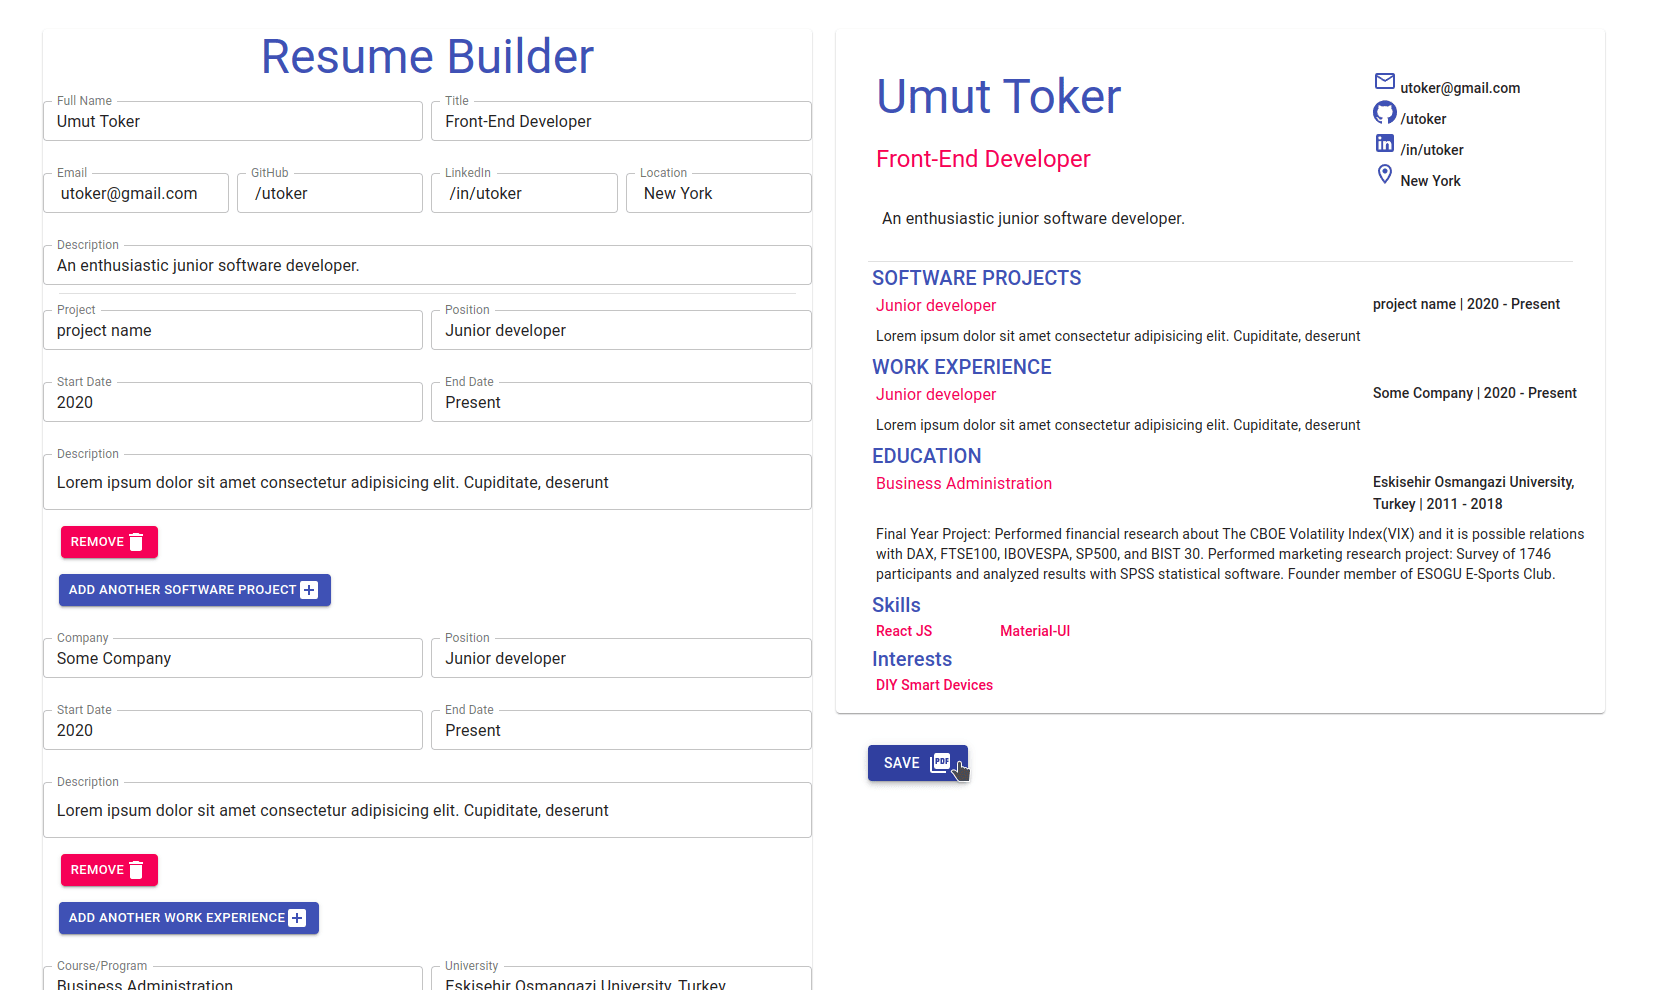 Resume Builder
Full Name
Umut Toker
Title
Front-End Developer
Email
utoker@gmail.com
GitHub
/utoker
LinkedIn
/in/utoker
Location
New York
Description
An enthusiastic junior software developer.
Project
project name
Position
Junior developer
Start Date
2020
End Date
Present
Description
Lorem ipsum dolor sit amet consectetur adipisicing elit. Cupiditate, deserunt
REMOVE
ADD ANOTHER SOFTWARE PROJECT
Company
Some Company
Position
Junior developer
Start Date
2020
End Date
Present
Description
Lorem ipsum dolor sit amet consectetur adipisicing elit. Cupiditate, deserunt
REMOVE
ADD ANOTHER WORK EXPERIENCE
Course/Program
Business Administration
University
Eskisehir Osmangazi University, Turkey
Umut Toker
Front-End Developer
utoker@gmail.com
/utoker
/in/utoker
New York
An enthusiastic junior software developer.
SOFTWARE PROJECTS
Junior developer
project name | 2020 - Present
Lorem ipsum dolor sit amet consectetur adipisicing elit. Cupiditate, deserunt
WORK EXPERIENCE
Junior developer
Some Company | 2020 - Present
Lorem ipsum dolor sit amet consectetur adipisicing elit. Cupiditate, deserunt
EDUCATION
Business Administration
Eskisehir Osmangazi University,
Turkey | 2011 - 2018
Final Year Project: Performed financial research about The CBOE Volatility Index(VIX) and it is possible relations
with DAX, FTSE100, IBOVESPA, SP500, and BIST 30. Performed marketing research project: Survey of 1746
participants and analyzed results with SPSS statistical software. Founder member of ESOGU E-Sports Club.
Skills
React JS
Material-UI
Interests
DIY Smart Devices
SAVE
PDF